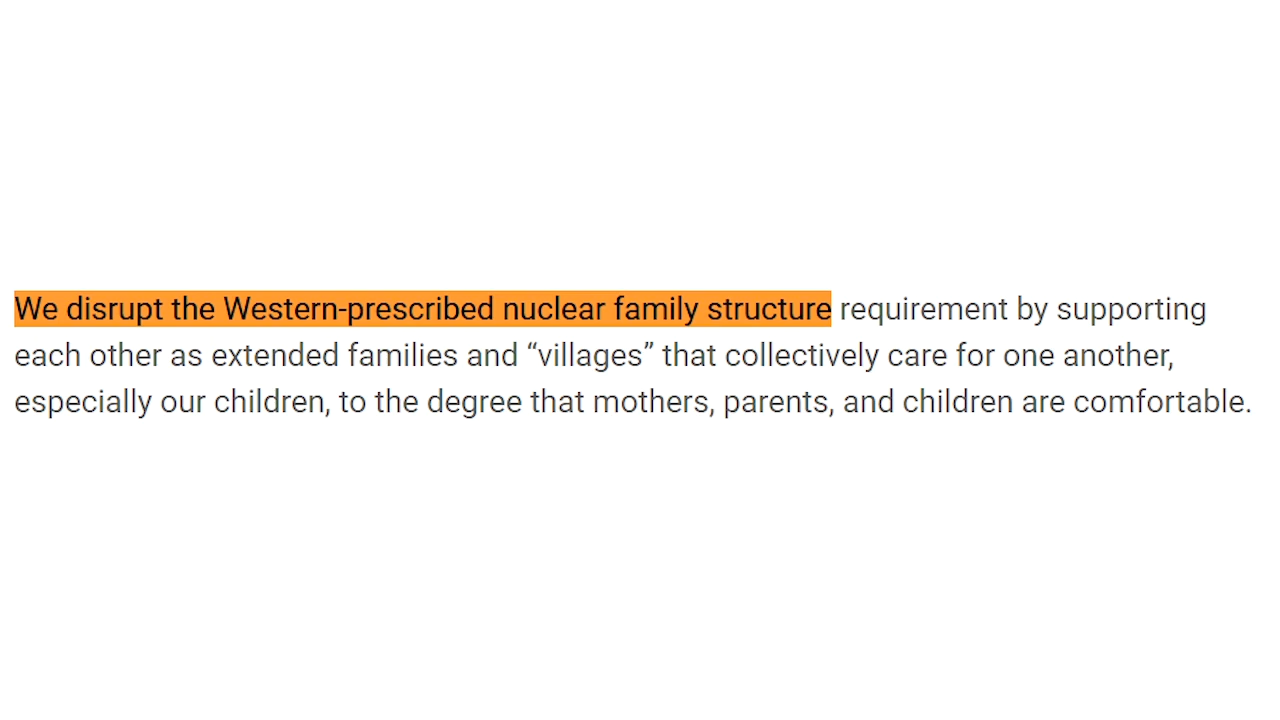 We disrupt the Western-prescribed nuclear family structure requirement by supporting
each other as extended families and “villages” that collectively care for one another,
especially our children, to the degree that mothers, parents, and children are comfortable.